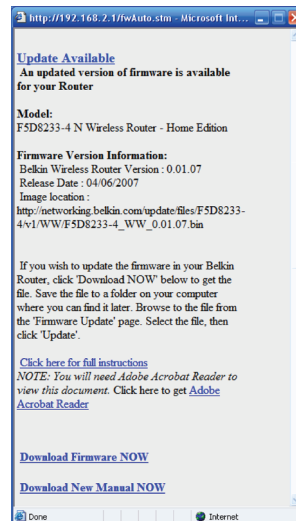 http://192.168.2.1/fwAuto.stm - Microsoft Int...
Update Available
An updated version of firmware is available
for your Router
Model:
F5D8233-4 N Wireless Router - Home Edition
Firmware Version Information:
Belkin Wireless Router Version : 0.01.07
Release Date : 04/06/2007
Image location :
http://networking.belkin.com/update/files/F5D8233-
4/v1/WW/F5D8233-4_WW_0.01.07.bin
If you wish to update the firmware in your Belkin
Router, click 'Download NOW' below to get the
file. Save the file to a folder on your computer
where you can find it later. Browse to the file from
the 'Firmware Update' page. Select the file, then
click 'Update'.
Click here for full instructions
NOTE: You will need Adobe Acrobat Reader to
view this document. Click here to get Adobe
Acrobat Reader
Download Firmware NOW
Download New Manual NOW
Done Internet